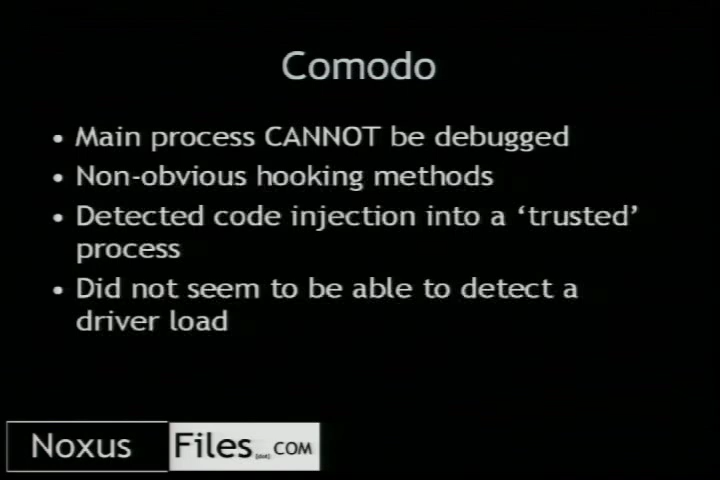 Comodo
• Main process CANNOT be debugged
• Non-obvious hooking methods
• Detected code injection into a ‘trusted’
process
• Did not seem to be able to detect a
driver load
Noxus Files(dot).COM